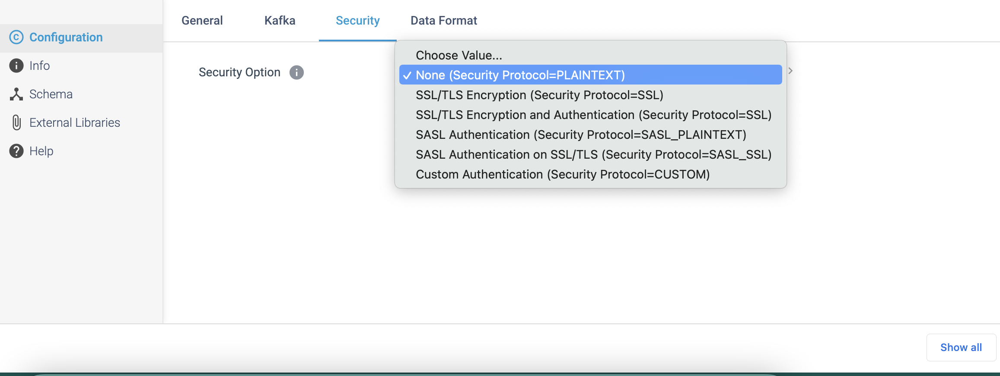 General Kafka Security Data Format
Configuration
Info
Schema
External Libraries
Help
Security Option
Choose Value...
None (Security Protocol=PLAINTEXT)
SSL/TLS Encryption (Security Protocol=SSL)
SSL/TLS Encryption and Authentication (Security Protocol=SSL)
SASL Authentication (Security Protocol=SASL_PLAINTEXT)
SASL Authentication on SSL/TLS (Security Protocol=SASL_SSL)
Custom Authentication (Security Protocol=CUSTOM)
Show all